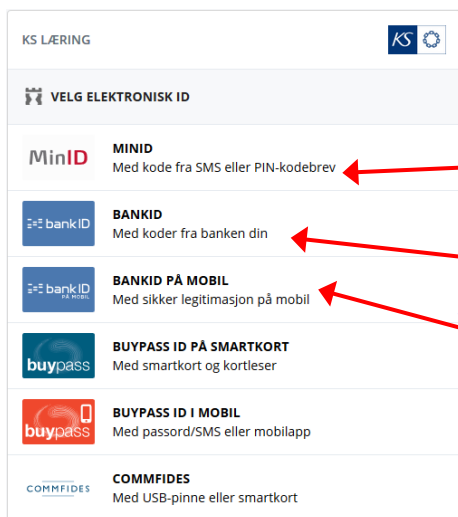 KS LÆRING
KS
VELG ELEKTRONISK ID
MinID
MINID
Med kode fra SMS eller PIN-kodebrev
bankID
BANKID
Med koder fra banken din
bankID
PÅ MOBIL
BANKID PÅ MOBIL
Med sikker legitimasjon på mobil
buypass
BUYPASS ID PÅ SMARTKORT
Med smartkort og kortleser
buypass
BUYPASS ID I MOBIL
Med passord/SMS eller mobilapp
COMMFIDES
COMMFIDES
Med USB-pinne eller smartkort